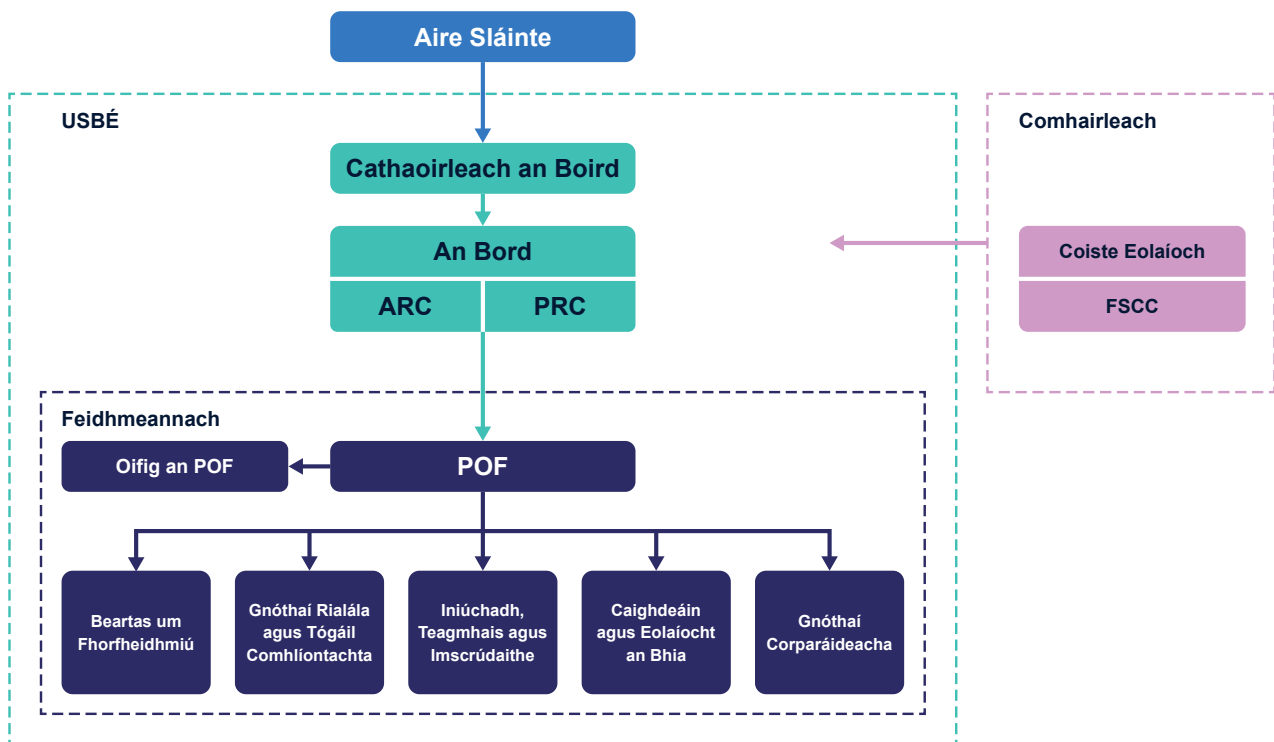 Aire Sláinte
USBÉ
Comhairleach
Cathaoirleach an Boird
An Bord
ARC
PRC
Coiste Eolaíoch
FSCC
Feidhmeannach
Oifig an POF
POF
Beartas um
Fhorfheidhmiú
Gnóthaí Rialála
agus Tógáil
Comhlíontachta
Iniúchadh,
Teagmhais agus
Imscrúdaithe
Caighdeáin
agus Eolaíocht
an Bhia
Gnóthaí
Corparáideacha